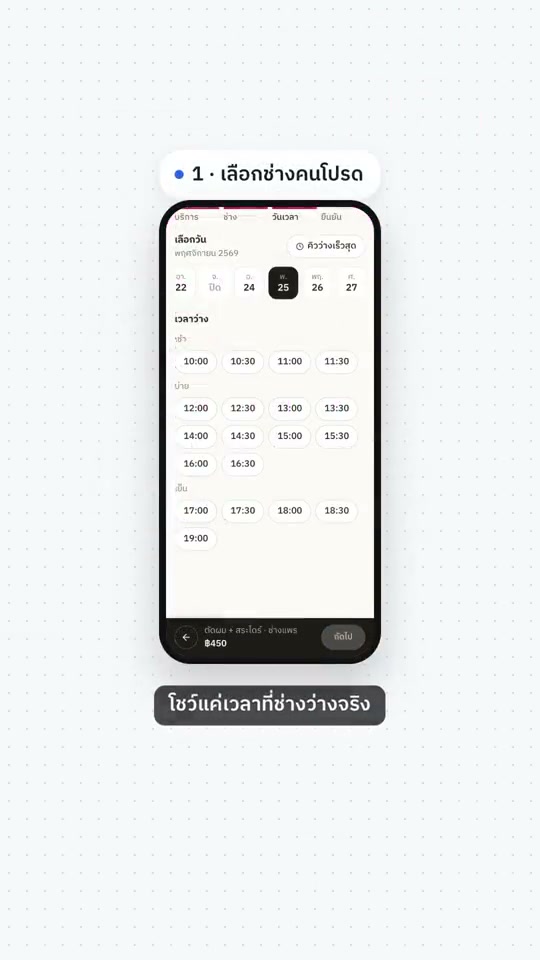 1 · เลือกช่างคนโปรด
บริการ ช่าง วันเวลา ยืนยัน
เลือกวัน
พฤศจิกายน 2569
คิวว่างเร็วสุด
อา. จ. อ. พ. พฤ. ศ.
22 ปิด 24 25 26 27
เวลาว่าง
เช้า
10:00 10:30 11:00 11:30
บ่าย
12:00 12:30 13:00 13:30
14:00 14:30 15:00 15:30
16:00 16:30
เย็น
17:00 17:30 18:00 18:30
19:00
ตัดผม + สระไดร์ · ช่างแพร
฿450
ถัดไป
โชว์แค่เวลาที่ช่างว่างจริง